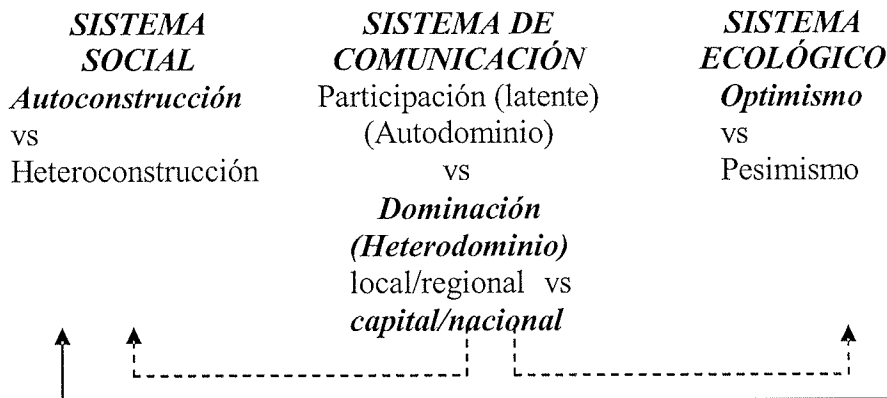 SISTEMA
SOCIAL
Autoconstrucción
vs
Heteroconstrucción
SISTEMA DE
COMUNICACIÓN
Participación (latente)
(Autodominio)
vs
Dominación
(Heterodominio)
local/regional vs
capital/nacional
SISTEMA
ECOLÓGICO
Optimismo
vs
Pesimismo